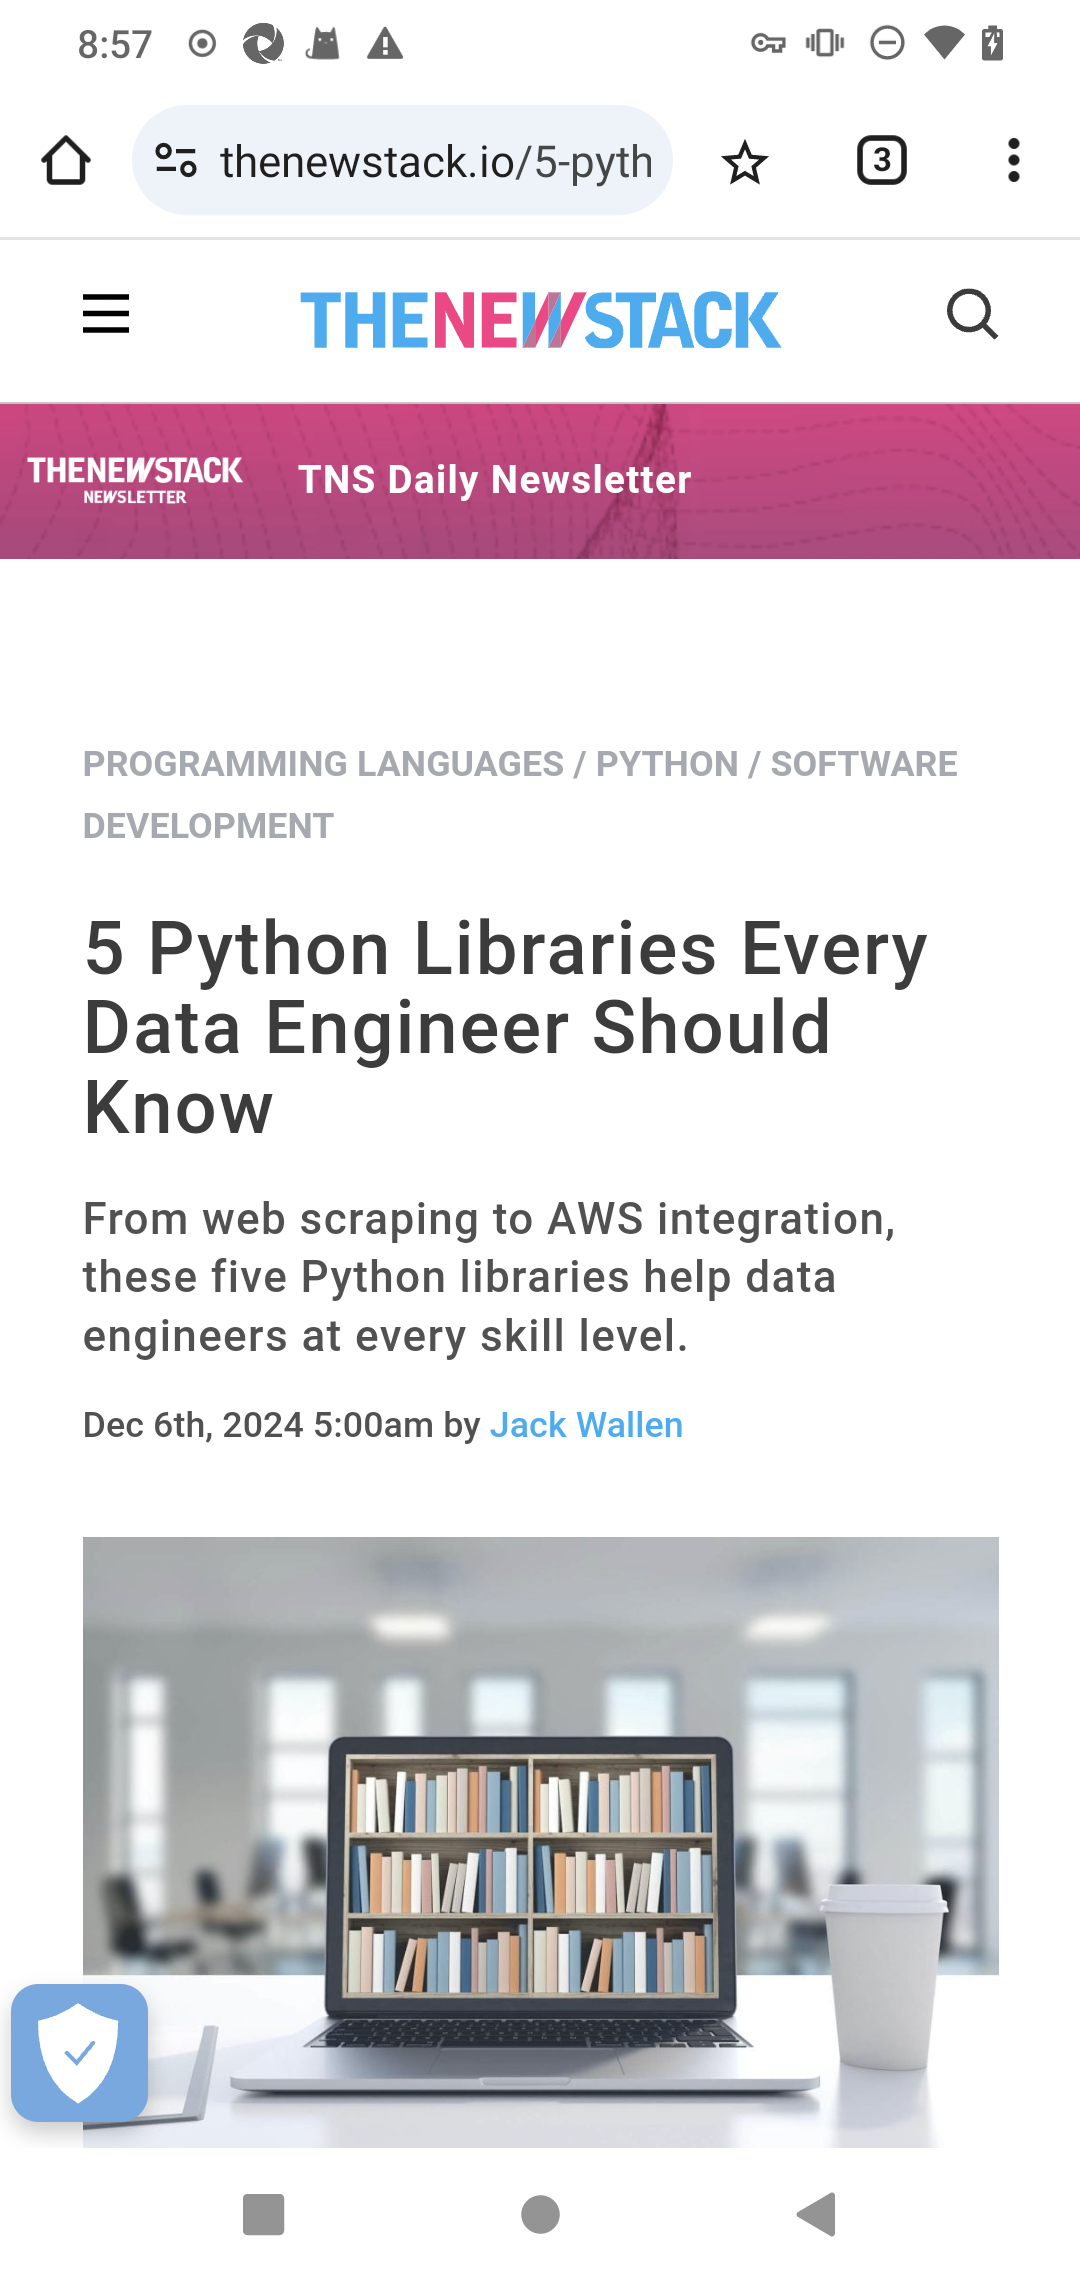 8:57
thenewstack.io/5-pyth
3
THENEWSTACK
THENEWSTACK
NEWSLETTER
TNS Daily Newsletter
PROGRAMMING LANGUAGES / PYTHON / SOFTWARE
DEVELOPMENT
5 Python Libraries Every
Data Engineer Should
Know
From web scraping to AWS integration,
these five Python libraries help data
engineers at every skill level.
Dec 6th, 2024 5:00am by Jack Wallen